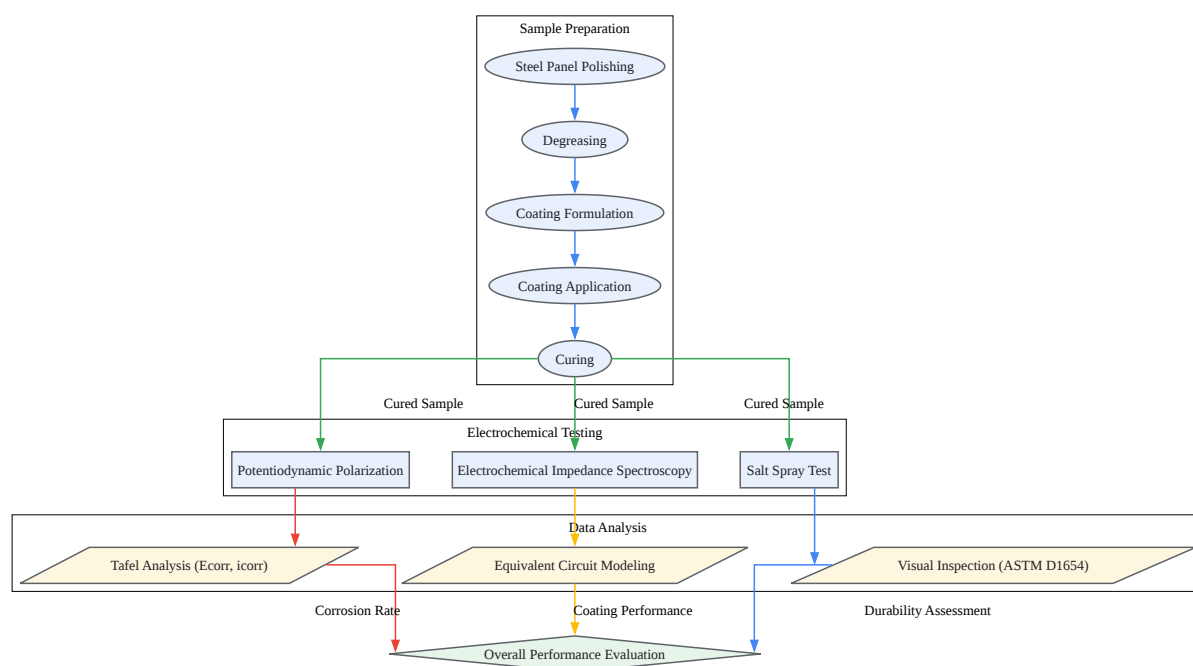 Sample Preparation
Steel Panel Polishing
Degreasing
Coating Formulation
Coating Application
Curing
Cured Sample
Cured Sample
Cured Sample
Electrochemical Testing
Potentiodynamic Polarization
Electrochemical Impedance Spectroscopy
Salt Spray Test
Data Analysis
Tafel Analysis (Ecorr, icorr)
Equivalent Circuit Modeling
Visual Inspection (ASTM D1654)
Corrosion Rate
Coating Performance
Durability Assessment
Overall Performance Evaluation